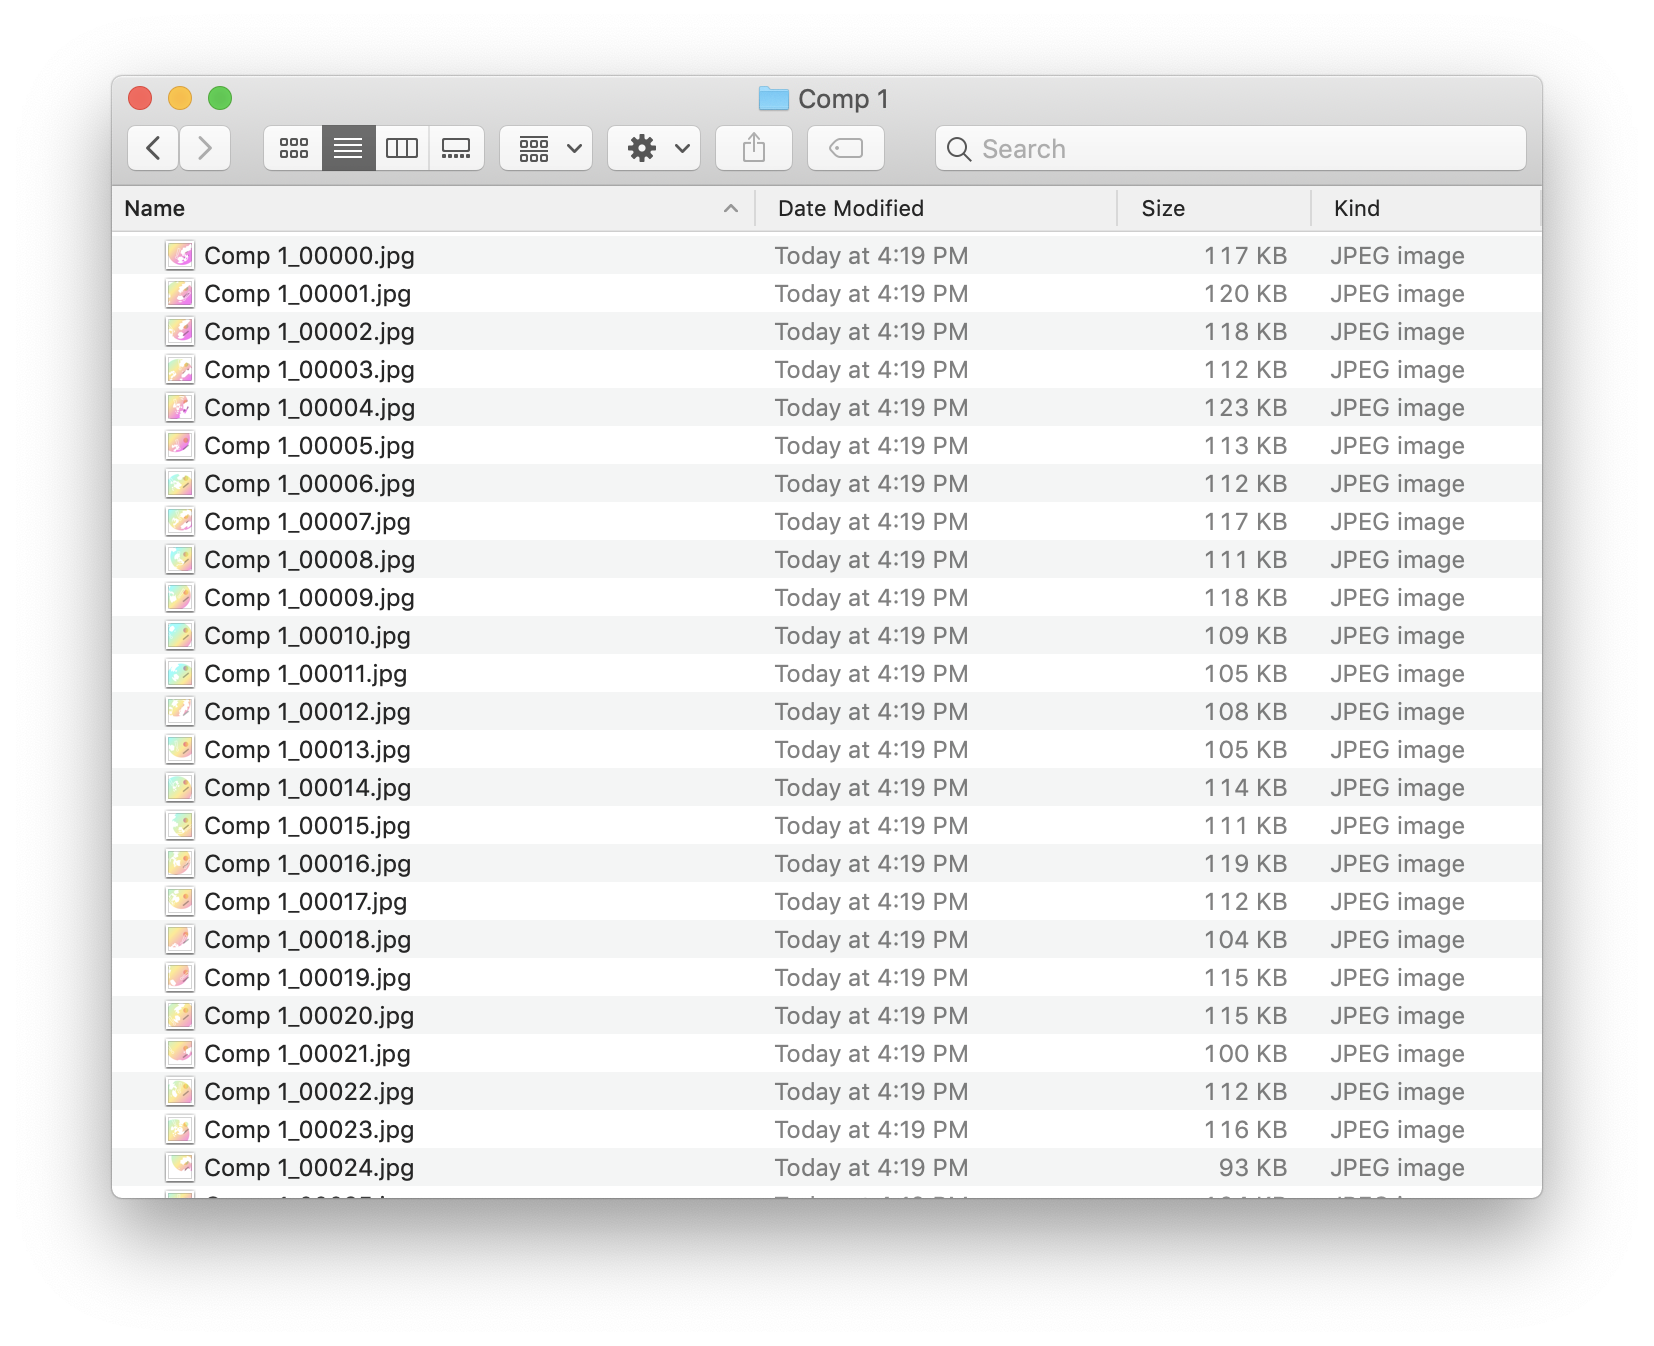 Comp 1
Search
Name Date Modified Size Kind
Comp 1_00000.jpg Today at 4:19 PM 117 KB JPEG image
Comp 1_00001.jpg Today at 4:19 PM 120 KB JPEG image
Comp 1_00002.jpg Today at 4:19 PM 118 KB JPEG image
Comp 1_00003.jpg Today at 4:19 PM 112 KB JPEG image
Comp 1_00004.jpg Today at 4:19 PM 123 KB JPEG image
Comp 1_00005.jpg Today at 4:19 PM 113 KB JPEG image
Comp 1_00006.jpg Today at 4:19 PM 112 KB JPEG image
Comp 1_00007.jpg Today at 4:19 PM 117 KB JPEG image
Comp 1_00008.jpg Today at 4:19 PM 111 KB JPEG image
Comp 1_00009.jpg Today at 4:19 PM 118 KB JPEG image
Comp 1_00010.jpg Today at 4:19 PM 109 KB JPEG image
Comp 1_00011.jpg Today at 4:19 PM 105 KB JPEG image
Comp 1_00012.jpg Today at 4:19 PM 108 KB JPEG image
Comp 1_00013.jpg Today at 4:19 PM 105 KB JPEG image
Comp 1_00014.jpg Today at 4:19 PM 114 KB JPEG image
Comp 1_00015.jpg Today at 4:19 PM 111 KB JPEG image
Comp 1_00016.jpg Today at 4:19 PM 119 KB JPEG image
Comp 1_00017.jpg Today at 4:19 PM 112 KB JPEG image
Comp 1_00018.jpg Today at 4:19 PM 104 KB JPEG image
Comp 1_00019.jpg Today at 4:19 PM 115 KB JPEG image
Comp 1_00020.jpg Today at 4:19 PM 115 KB JPEG image
Comp 1_00021.jpg Today at 4:19 PM 100 KB JPEG image
Comp 1_00022.jpg Today at 4:19 PM 112 KB JPEG image
Comp 1_00023.jpg Today at 4:19 PM 116 KB JPEG image
Comp 1_00024.jpg Today at 4:19 PM 93 KB JPEG image